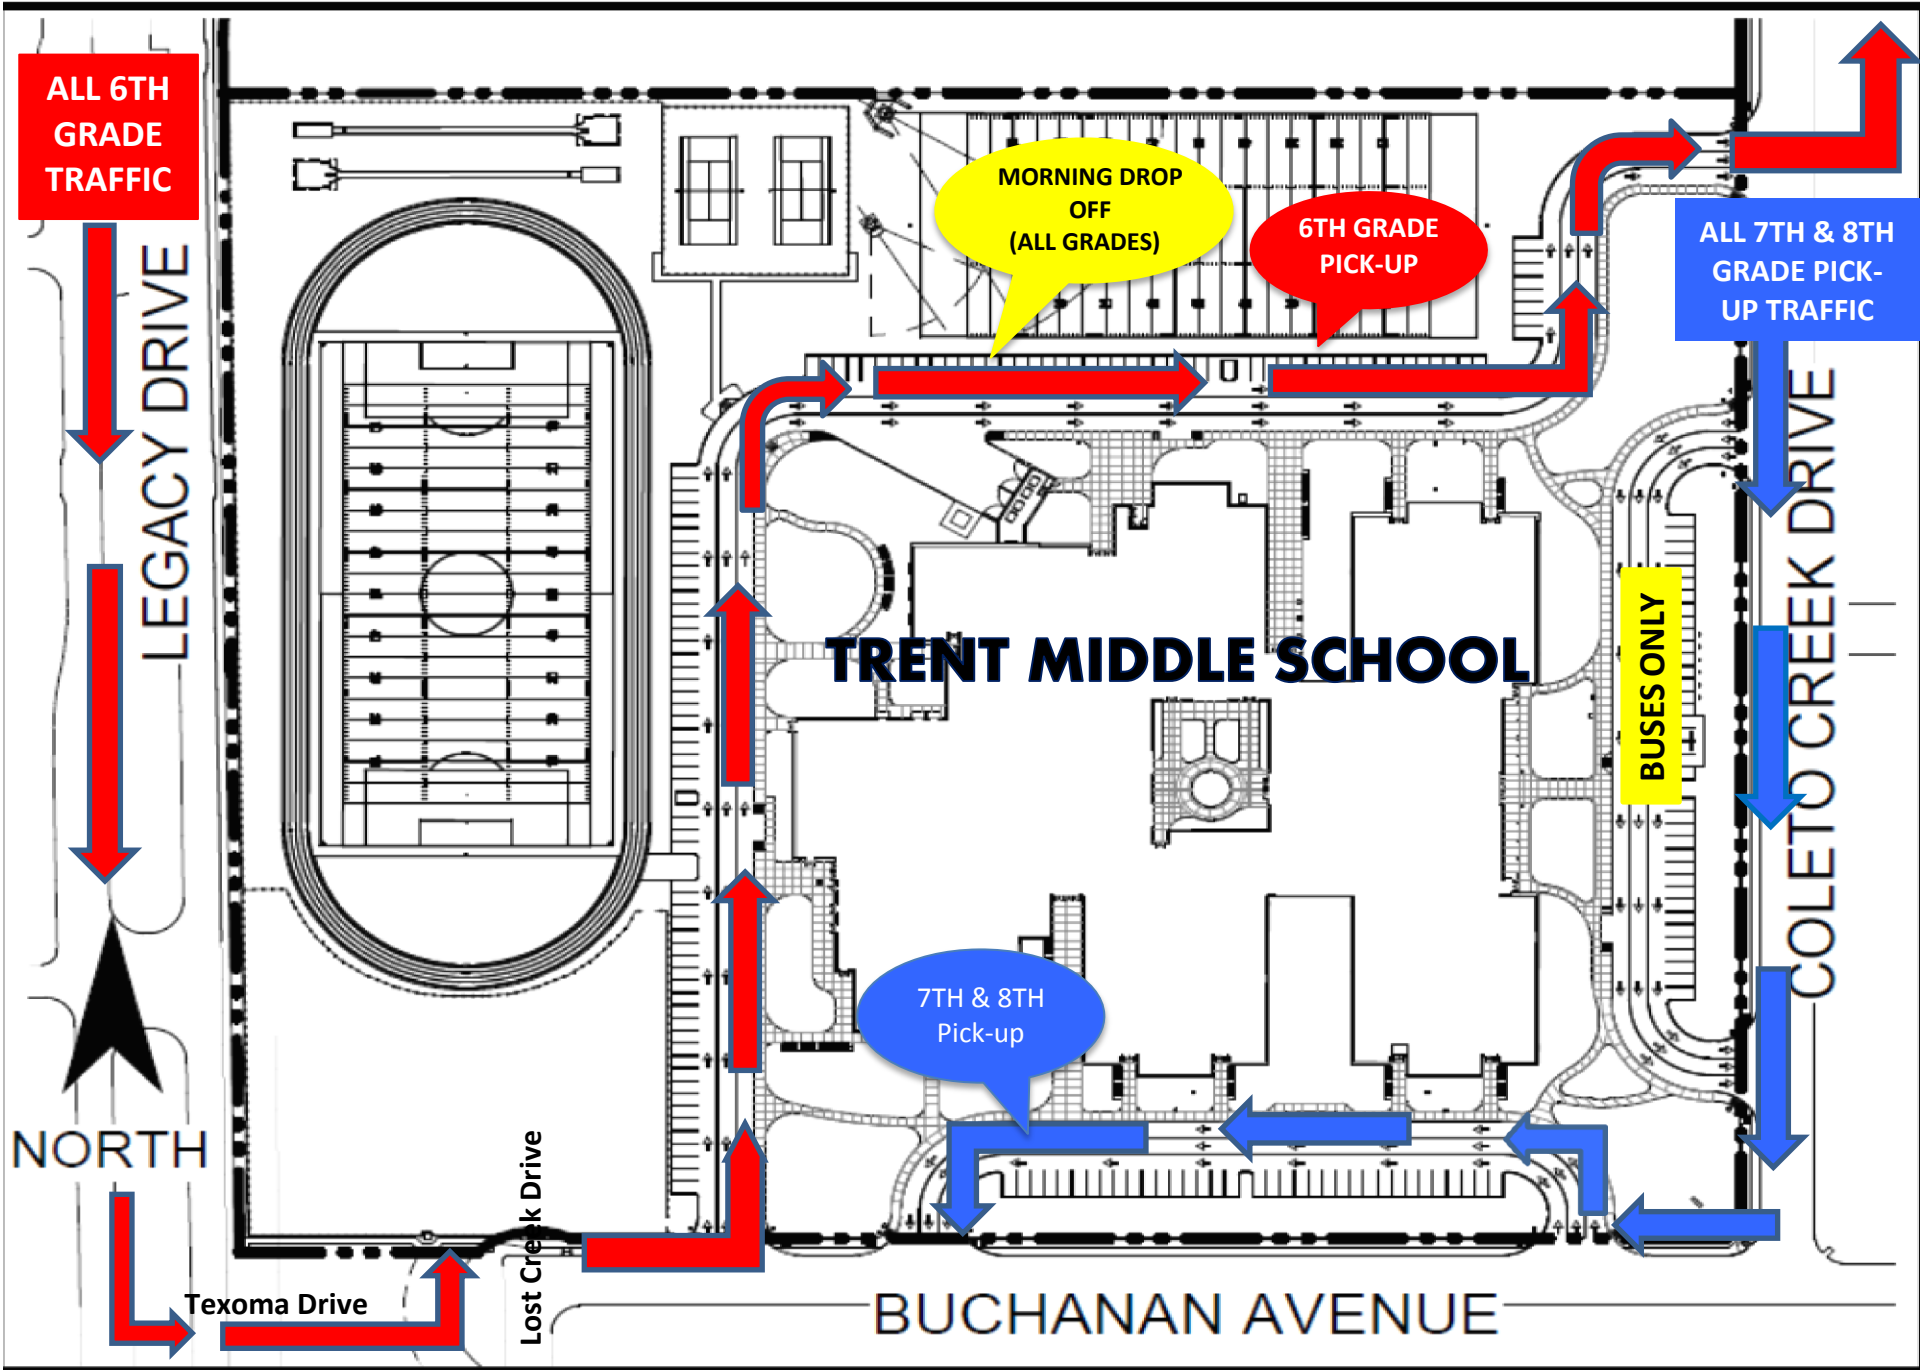 ALL 6TH
GRADE
TRAFFIC
LEGACY DRIVE
MORNING DROP
OFF
(ALL GRADES)
6TH GRADE
PICK-UP
ALL 7TH & 8TH
GRADE PICK-
UP TRAFFIC
COLETO CREEK DRIVE
TRENT MIDDLE SCHOOL
BUSES ONLY
7TH & 8TH
Pick-up
NORTH
Texoma Drive
Lost Creek Drive
BUCHANAN AVENUE